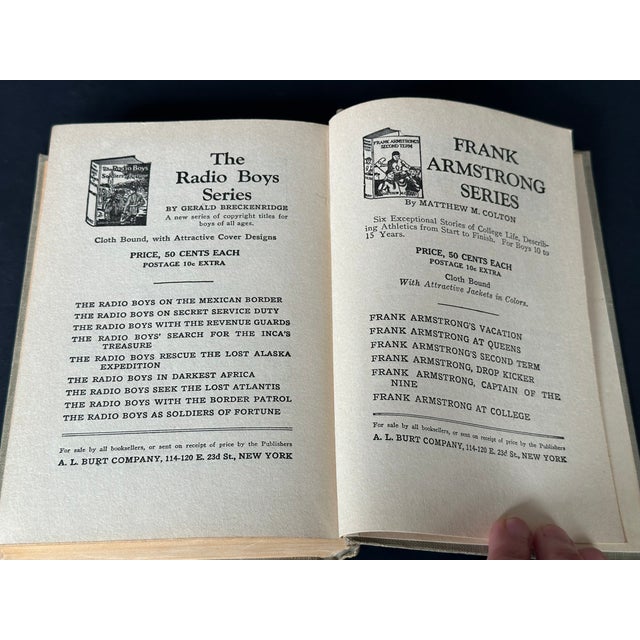 The Radio Boys
The
Radio Boys
Series
BY GERALD BRECKENRIDGE
A new series of copyright titles for
boys of all ages.
Cloth Bound, with Attractive Cover Designs
PRICE, 50 CENTS EACH
POSTAGE 10c EXTRA
THE RADIO BOYS ON THE MEXICAN BORDER
THE RADIO BOYS ON SECRET SERVICE DUTY
THE RADIO BOYS WITH THE REVENUE GUARDS
THE RADIO BOYS' SEARCH FOR THE INCA'S
TREASURE
THE RADIO BOYS RESCUE THE LOST ALASKA
EXPEDITION
THE RADIO BOYS IN DARKEST AFRICA
THE RADIO BOYS SEEK THE LOST ATLANTIS
THE RADIO BOYS WITH THE BORDER PATROL
THE RADIO BOYS AS SOLDIERS OF FORTUNE
For sale by all booksellers, or sent on receipt of price by the Publishers
A. L. BURT COMPANY, 114-120 E. 23d St., NEW YORK
FRANK ARMSTRONG'S
SECOND TERM
FRANK
ARMSTRONG
SERIES
By MATTHEW M. COLTON
Six Exceptional Stories of College Life, Describ-
ing Athletics from Start to Finish. For Boys 10 to
15 Years.
PRICE, 50 CENTS EACH
POSTAGE 10c EXTRA
Cloth Bound
With Attractive Jackets in Colors.
FRANK ARMSTRONG'S VACATION
FRANK ARMSTRONG AT QUEENS
FRANK ARMSTRONG'S SECOND TERM
FRANK ARMSTRONG, DROP KICKER
FRANK ARMSTRONG, CAPTAIN OF THE
NINE
FRANK ARMSTRONG AT COLLEGE
For sale by all booksellers, or sent on receipt of price by the Publishers
A. L. BURT COMPANY, 114-120 E. 23d St., NEW YORK